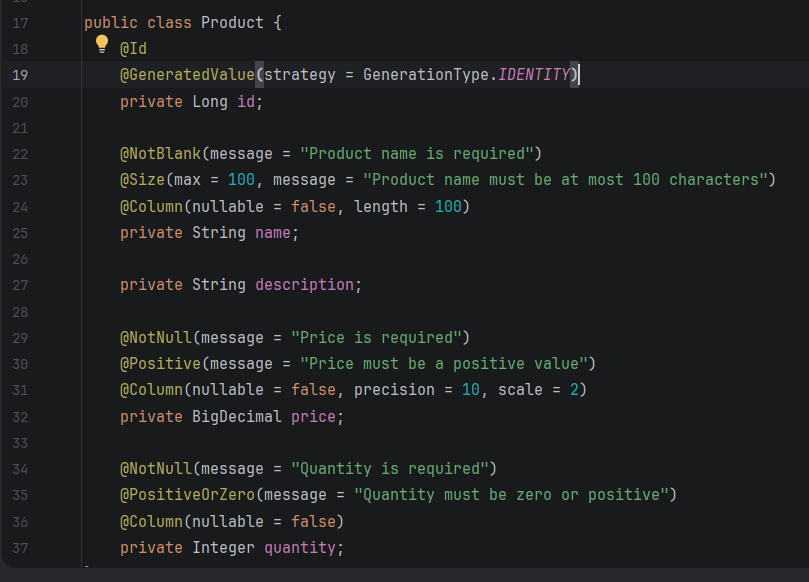 17 public class Product {
18 @Id
19 @GeneratedValue(strategy = GenerationType.IDENTITY)
20 private Long id;
21
22 @NotBlank(message = "Product name is required")
23 @Size(max = 100, message = "Product name must be at most 100 characters")
24 @Column(nullable = false, length = 100)
25 private String name;
26
27 private String description;
28
29 @NotNull(message = "Price is required")
30 @Positive(message = "Price must be a positive value")
31 @Column(nullable = false, precision = 10, scale = 2)
32 private BigDecimal price;
33
34 @NotNull(message = "Quantity is required")
35 @PositiveOrZero(message = "Quantity must be zero or positive")
36 @Column(nullable = false)
37 private Integer quantity;